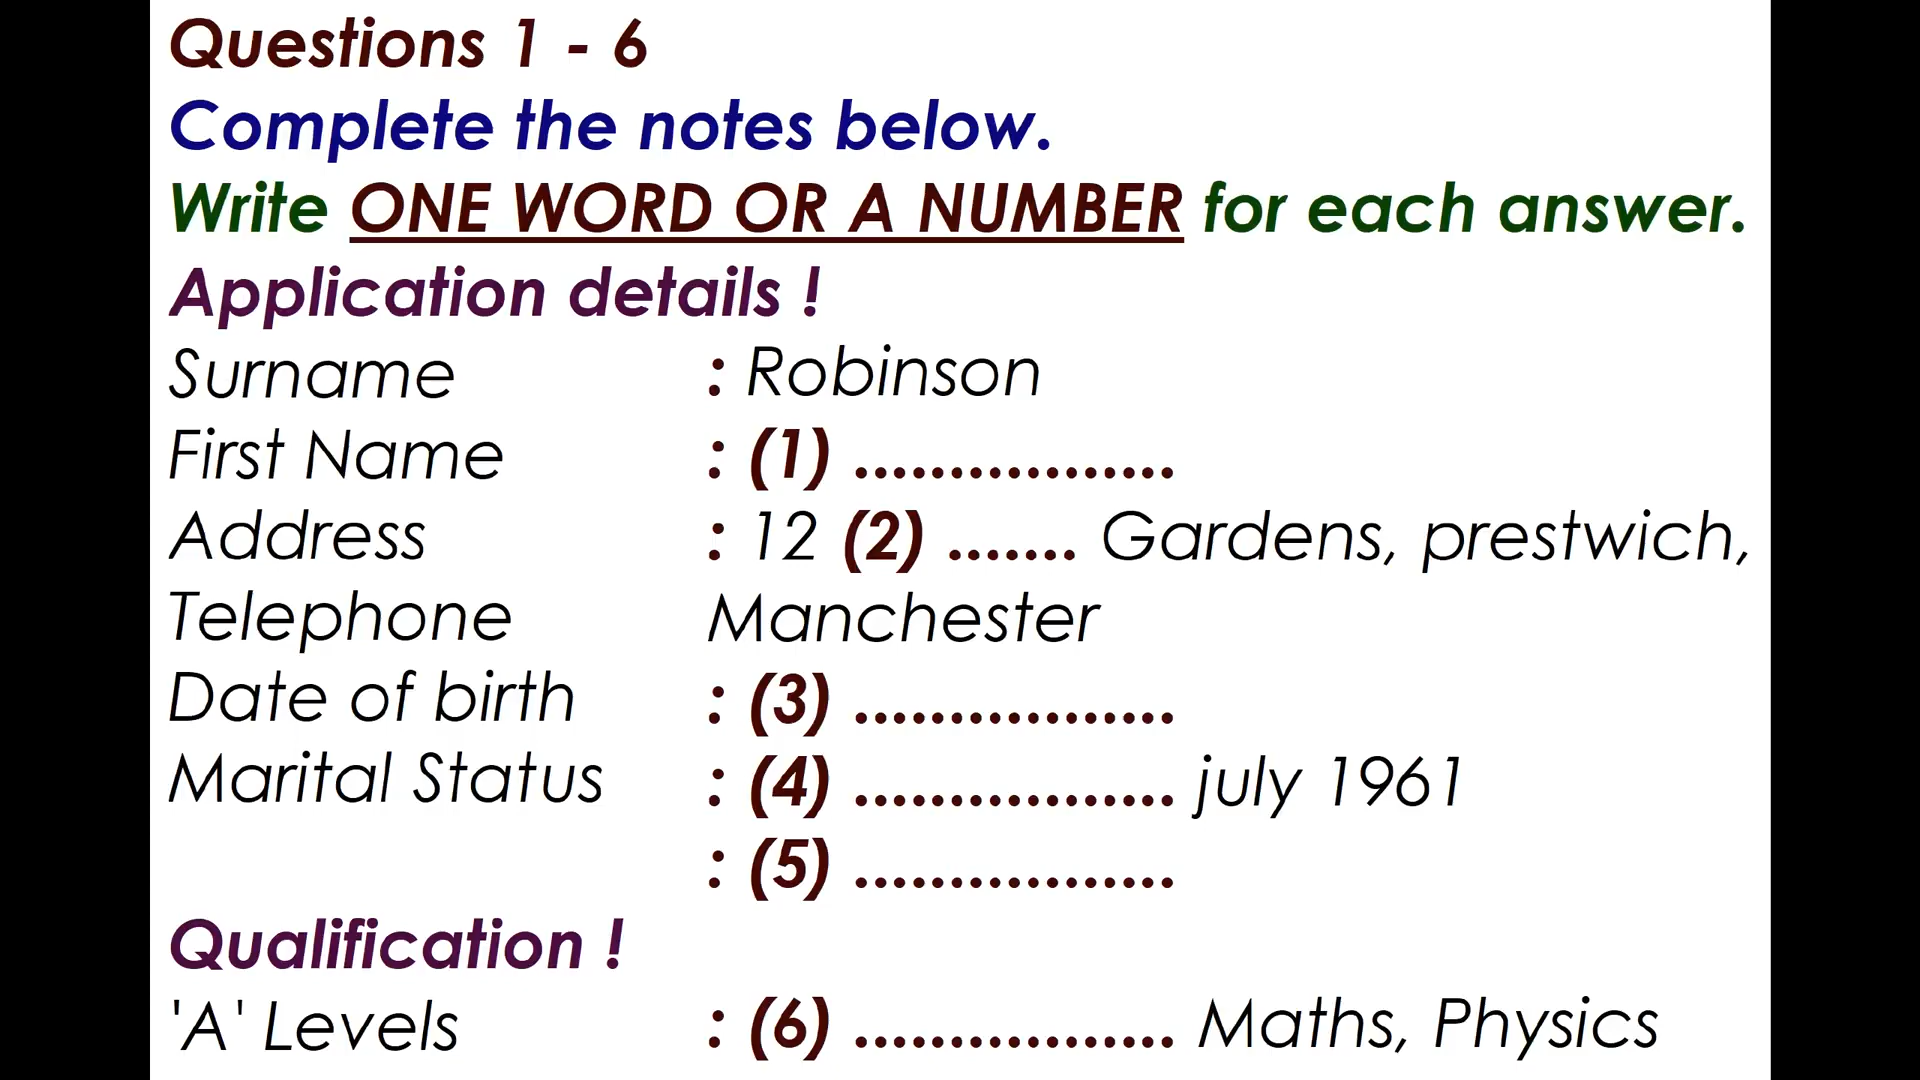 Questions 1 - 6
Complete the notes below.
Write ONE WORD OR A NUMBER for each answer.
Application details !
Surname : Robinson
First Name : (1) .................
Address : 12 (2) ....... Gardens, prestwich,
Telephone Manchester
Date of birth : (3) .................
Marital Status : (4) ................. july 1961
: (5) .................
Qualification !
'A' Levels : (6) ................. Maths, Physics